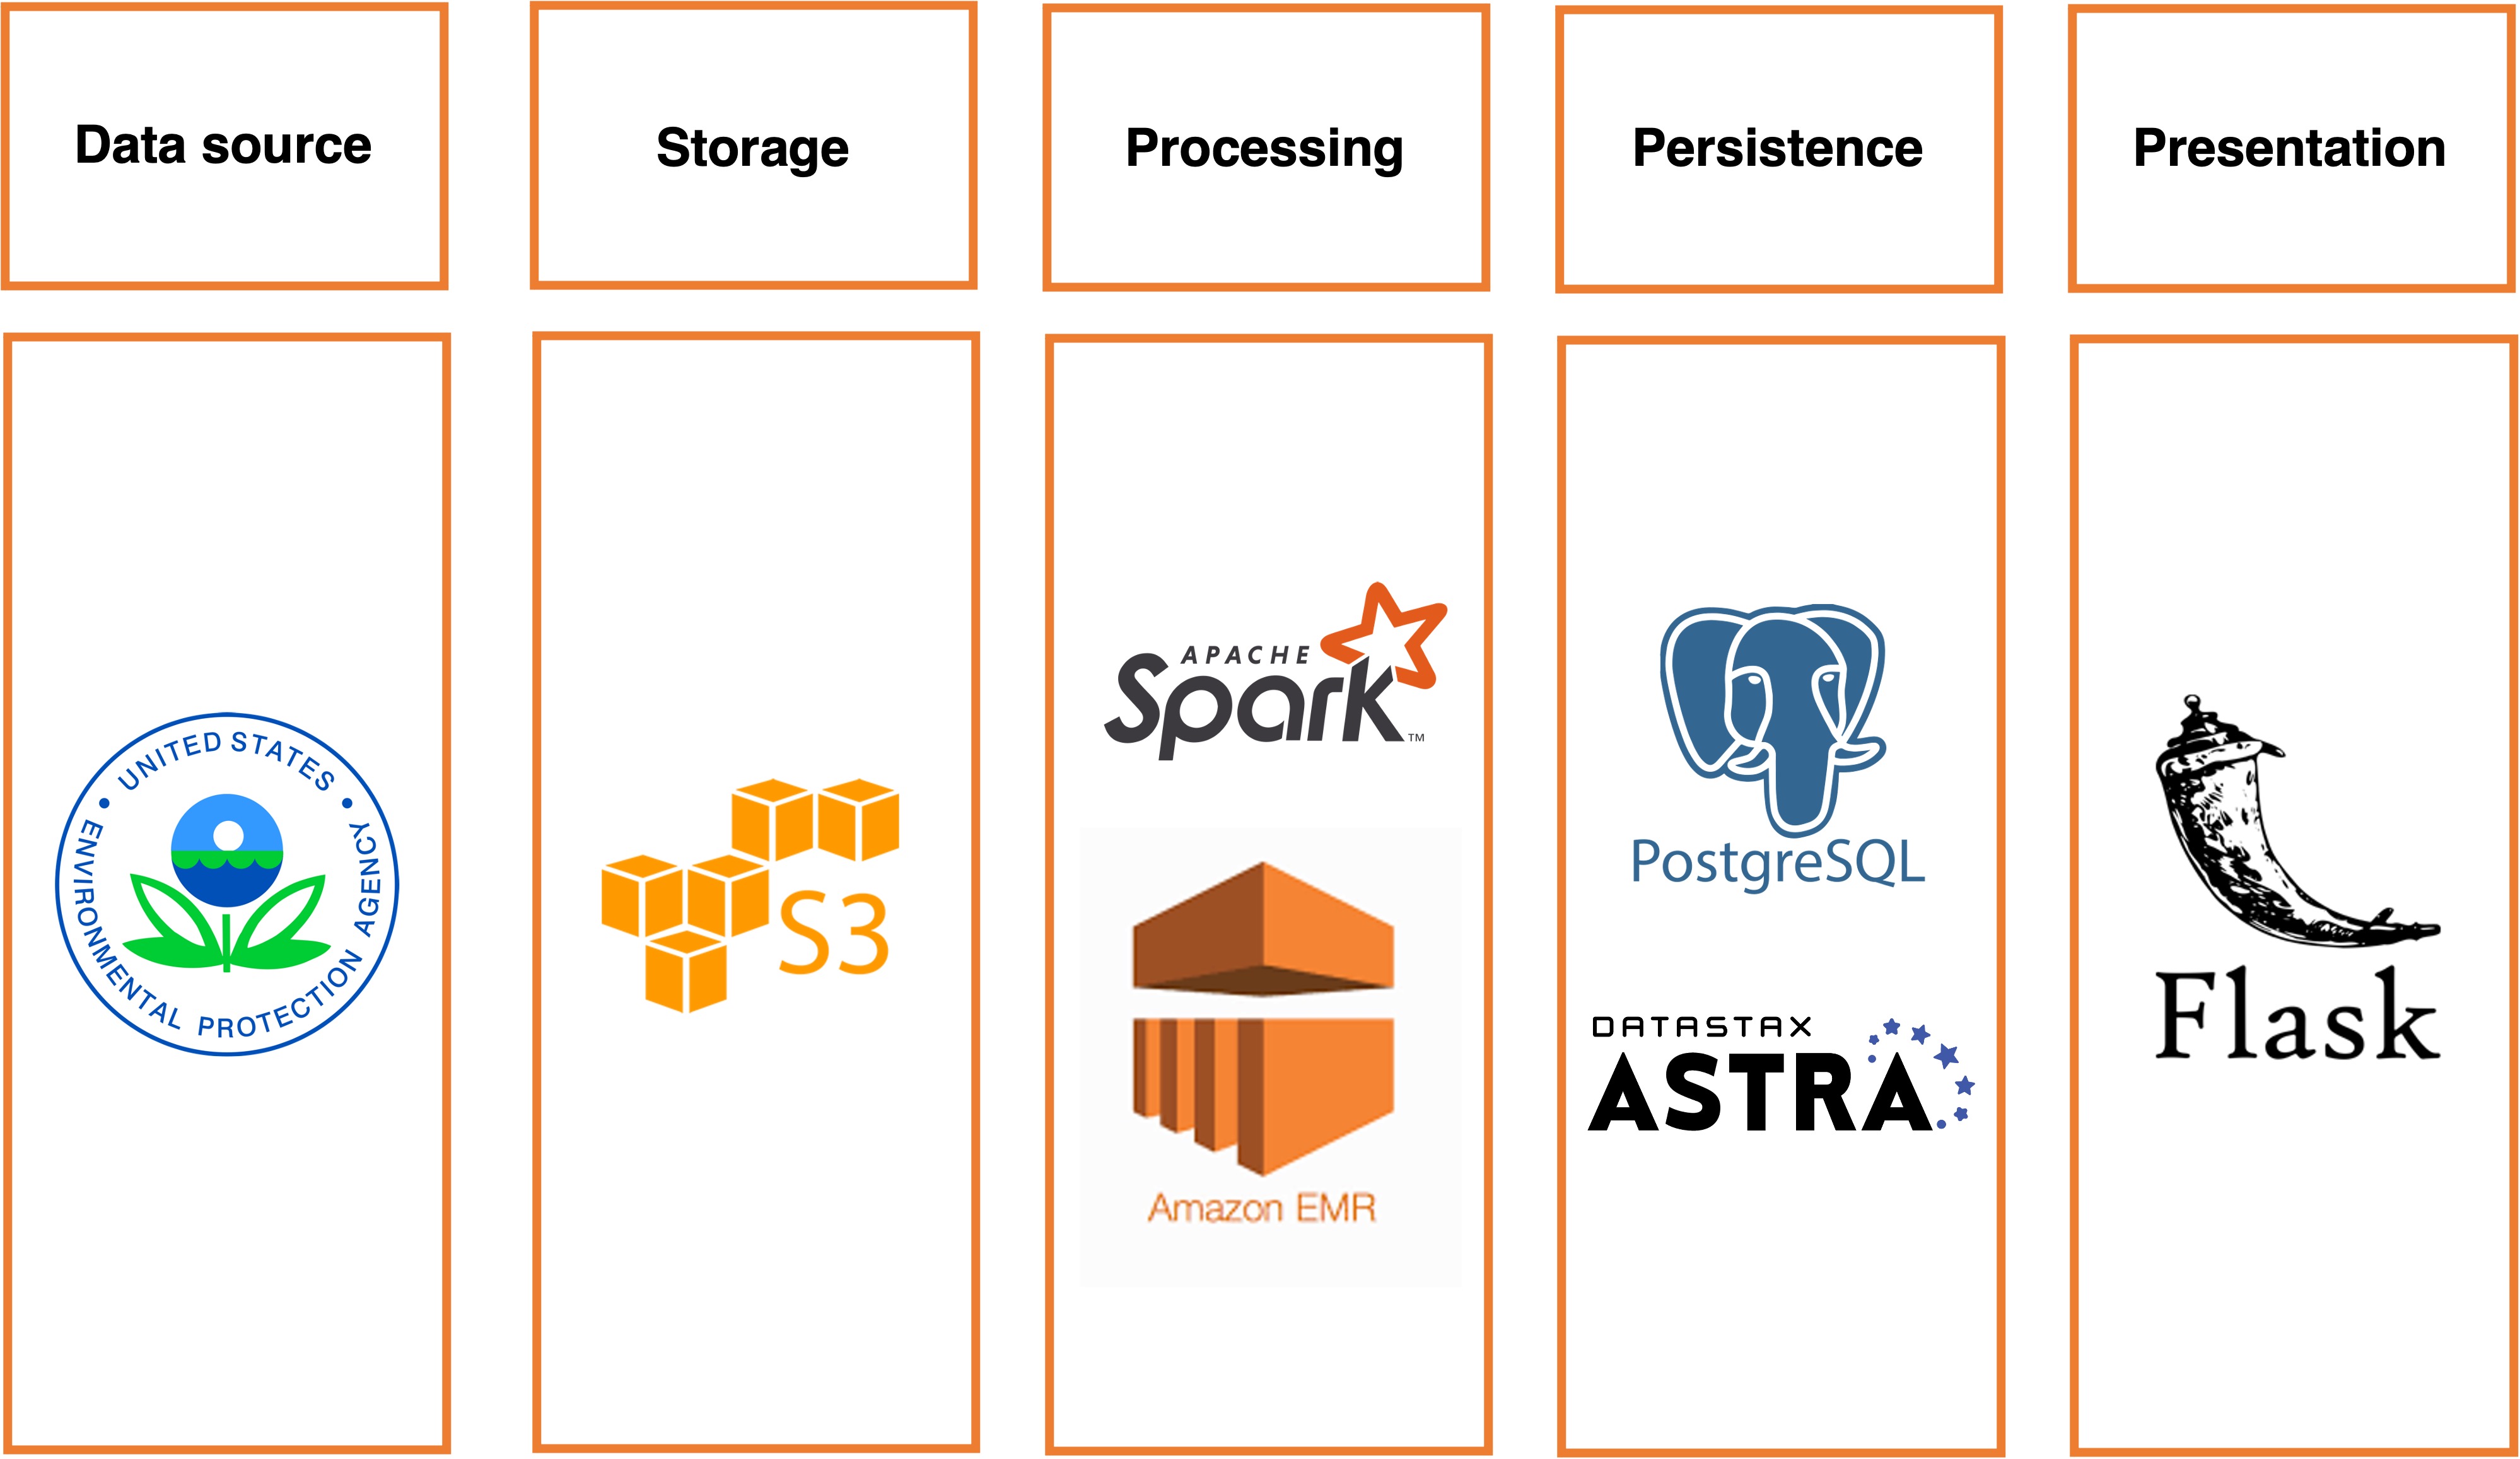 Data source
Storage
Processing
Persistence
Presentation
UNITED STATES
ENVIRONMENTAL PROTECTION AGENCY
S3
APACHE
Spark™
Amazon EMR
PostgreSQL
DATASTAX
ASTRA
Flask